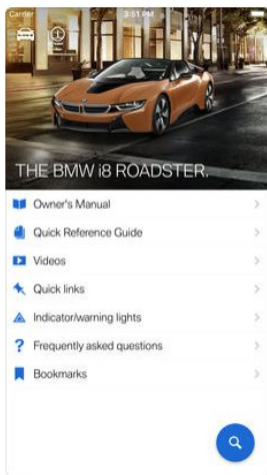 Carrier
3:51 PM
THE BMW i8 ROADSTER.
Owner's Manual
Quick Reference Guide
Videos
Quick links
Indicator/warning lights
Frequently asked questions
Bookmarks